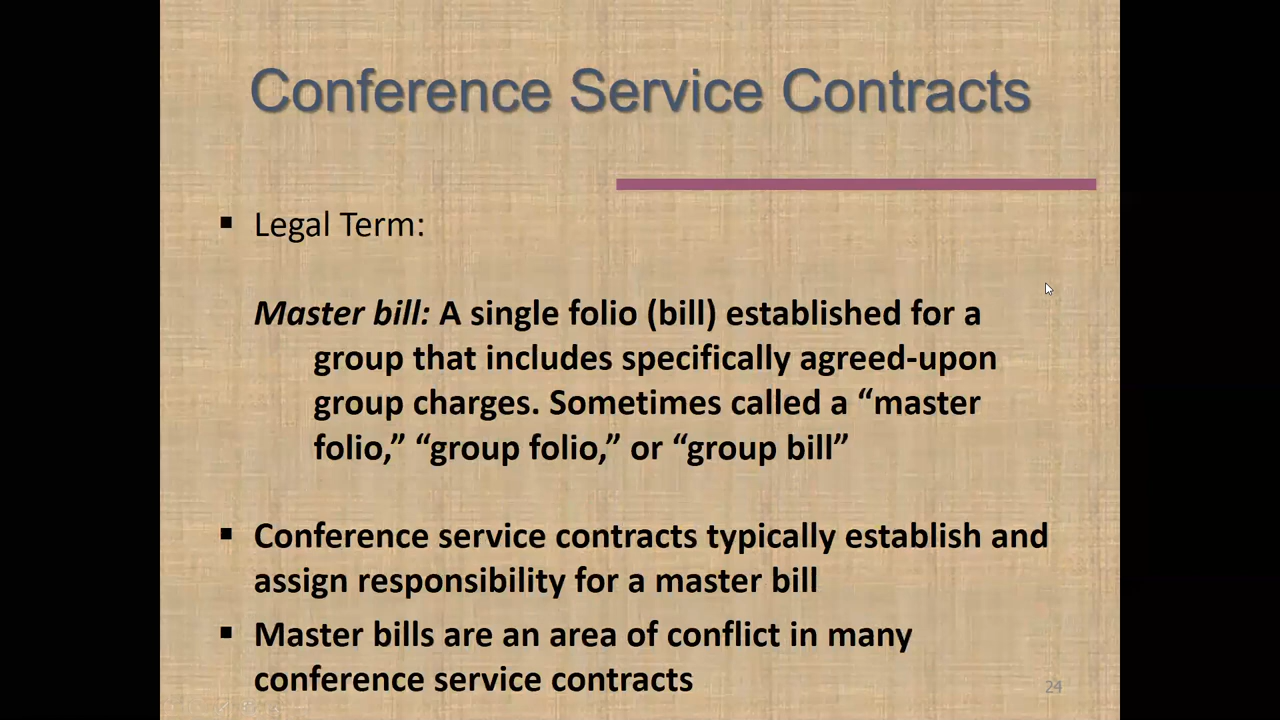 Conference Service Contracts
▪ Legal Term:
Master bill: A single folio (bill) established for a
group that includes specifically agreed-upon
group charges. Sometimes called a “master
folio,” “group folio,” or “group bill”
▪ Conference service contracts typically establish and
assign responsibility for a master bill
▪ Master bills are an area of conflict in many
conference service contracts
24